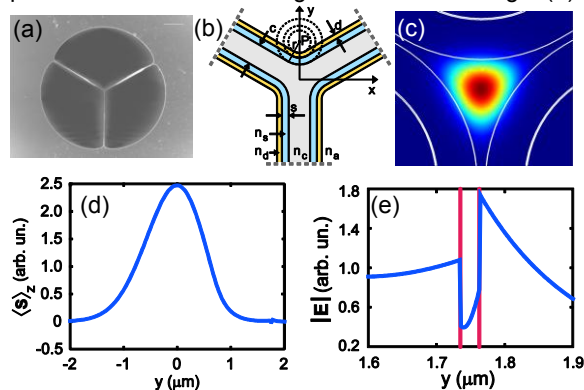 (a)
(b)
y
c
d
P
r
x
s
n_s
n_d
n_c
n_a
(c)
(d)
2.5
2.0
1.5
1.0
0.5
0
-0.5
⟨s⟩_z (arb. un.)
-2
-1
0
1
2
y (μm)
(e)
1.8
1.4
1.0
0.6
0.2
|E| (arb. un.)
1.6
1.7
1.8
1.9
y (μm)